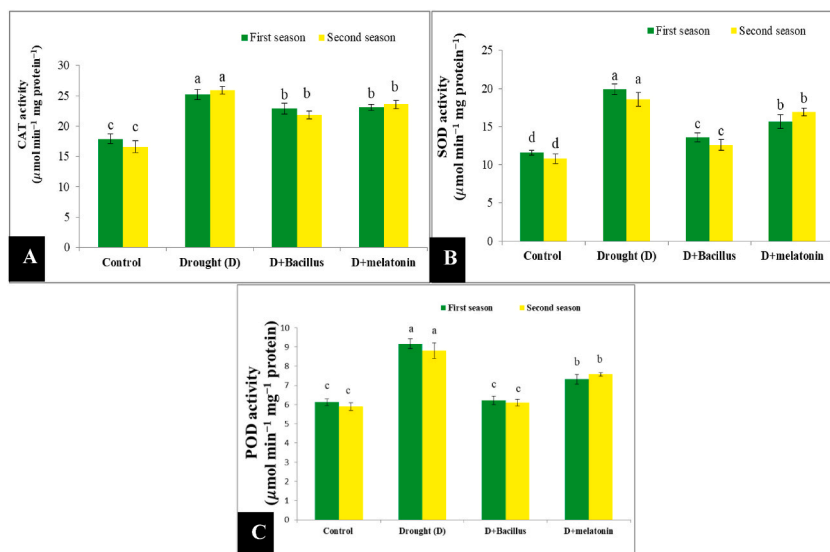 First season Second season
CAT activity
(μmol min⁻¹ mg protein⁻¹)
30
25
20
15
10
5
0
c c
a a
b b
b b
Control Drought (D) D+Bacillus D+melatonin
A
First season Second season
SOD activity
(μmol min⁻¹ mg protein⁻¹)
25
20
15
10
5
0
d d
a a
c c
b b
Control Drought (D) D+Bacillus D+melatonin
B
First season Second season
POD activity
(μmol min⁻¹ mg⁻¹ protein)
10
9
8
7
6
5
4
3
2
1
0
c c
a a
c c
b b
Control Drought (D) D+Bacillus D+melatonin
C